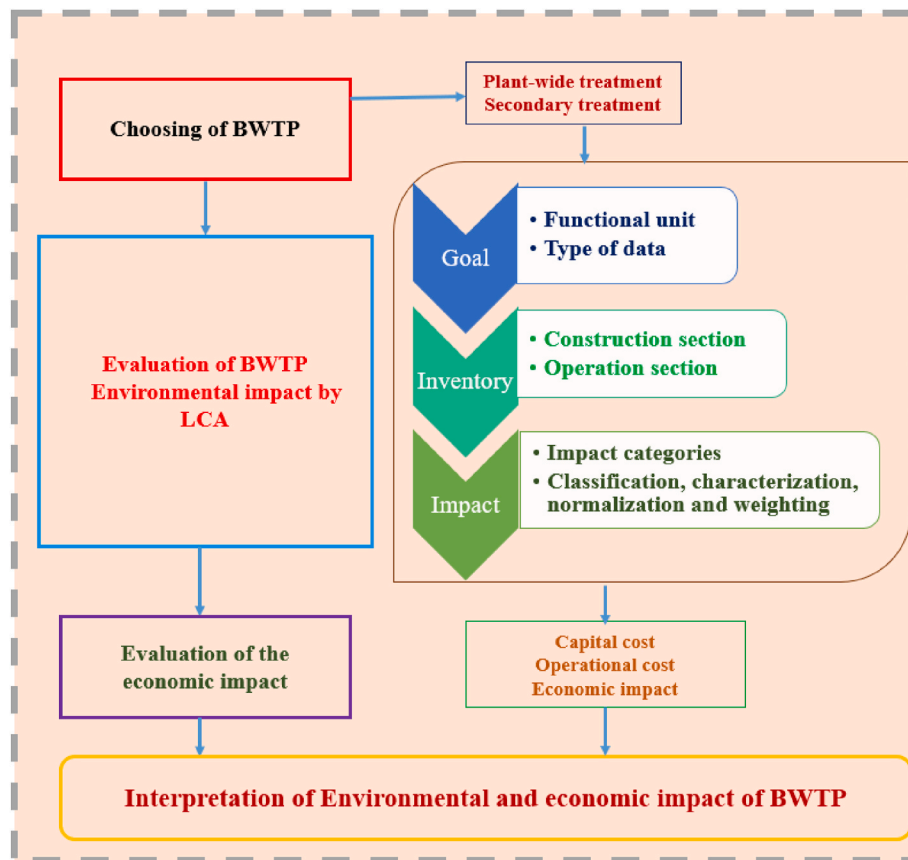 Choosing of BWTP
Plant-wide treatment
Secondary treatment
Evaluation of BWTP
Environmental impact by
LCA
Goal
• Functional unit
• Type of data
Inventory
• Construction section
• Operation section
Impact
• Impact categories
• Classification, characterization,
normalization and weighting
Evaluation of the
economic impact
Capital cost
Operational cost
Economic impact
Interpretation of Environmental and economic impact of BWTP